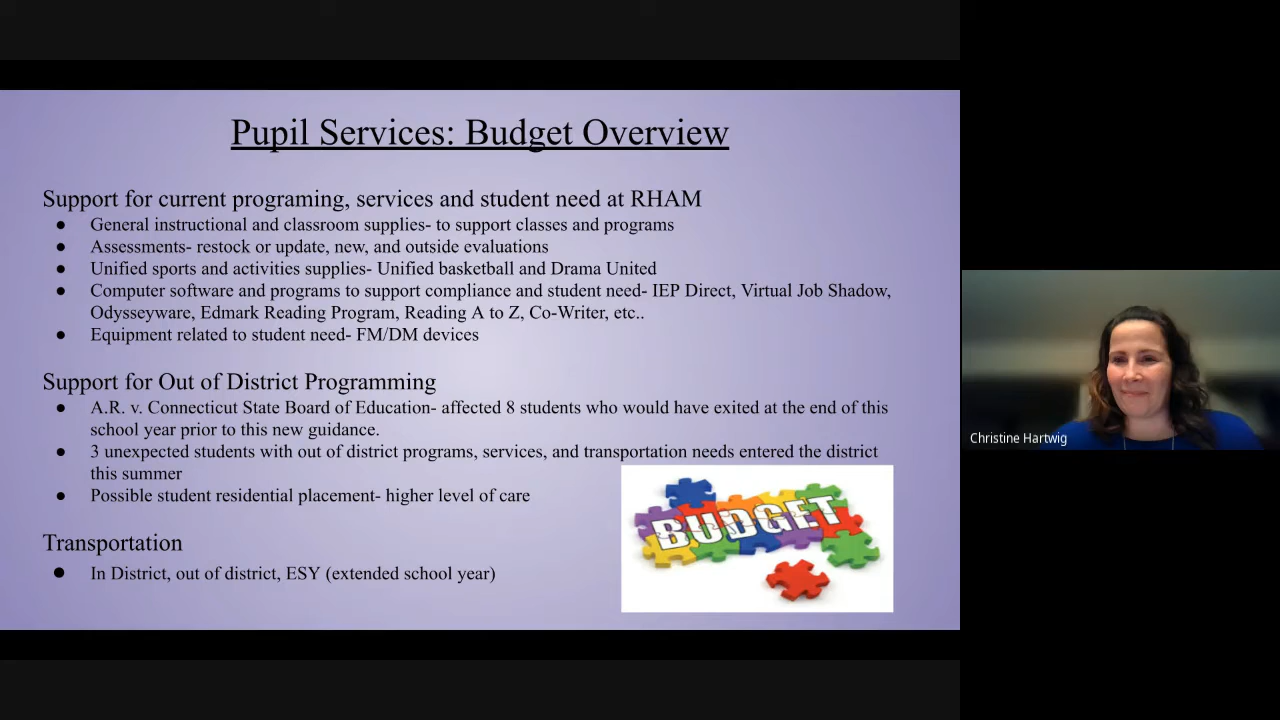 Pupil Services: Budget Overview
Support for current programing, services and student need at RHAM
● General instructional and classroom supplies- to support classes and programs
● Assessments- restock or update, new, and outside evaluations
● Unified sports and activities supplies- Unified basketball and Drama United
● Computer software and programs to support compliance and student need- IEP Direct, Virtual Job Shadow,
Odysseyware, Edmark Reading Program, Reading A to Z, Co-Writer, etc..
● Equipment related to student need- FM/DM devices
Support for Out of District Programming
● A.R. v. Connecticut State Board of Education- affected 8 students who would have exited at the end of this
school year prior to this new guidance.
● 3 unexpected students with out of district programs, services, and transportation needs entered the district
this summer
● Possible student residential placement- higher level of care
BUDGET
Transportation
● In District, out of district, ESY (extended school year)
Christine Hartwig